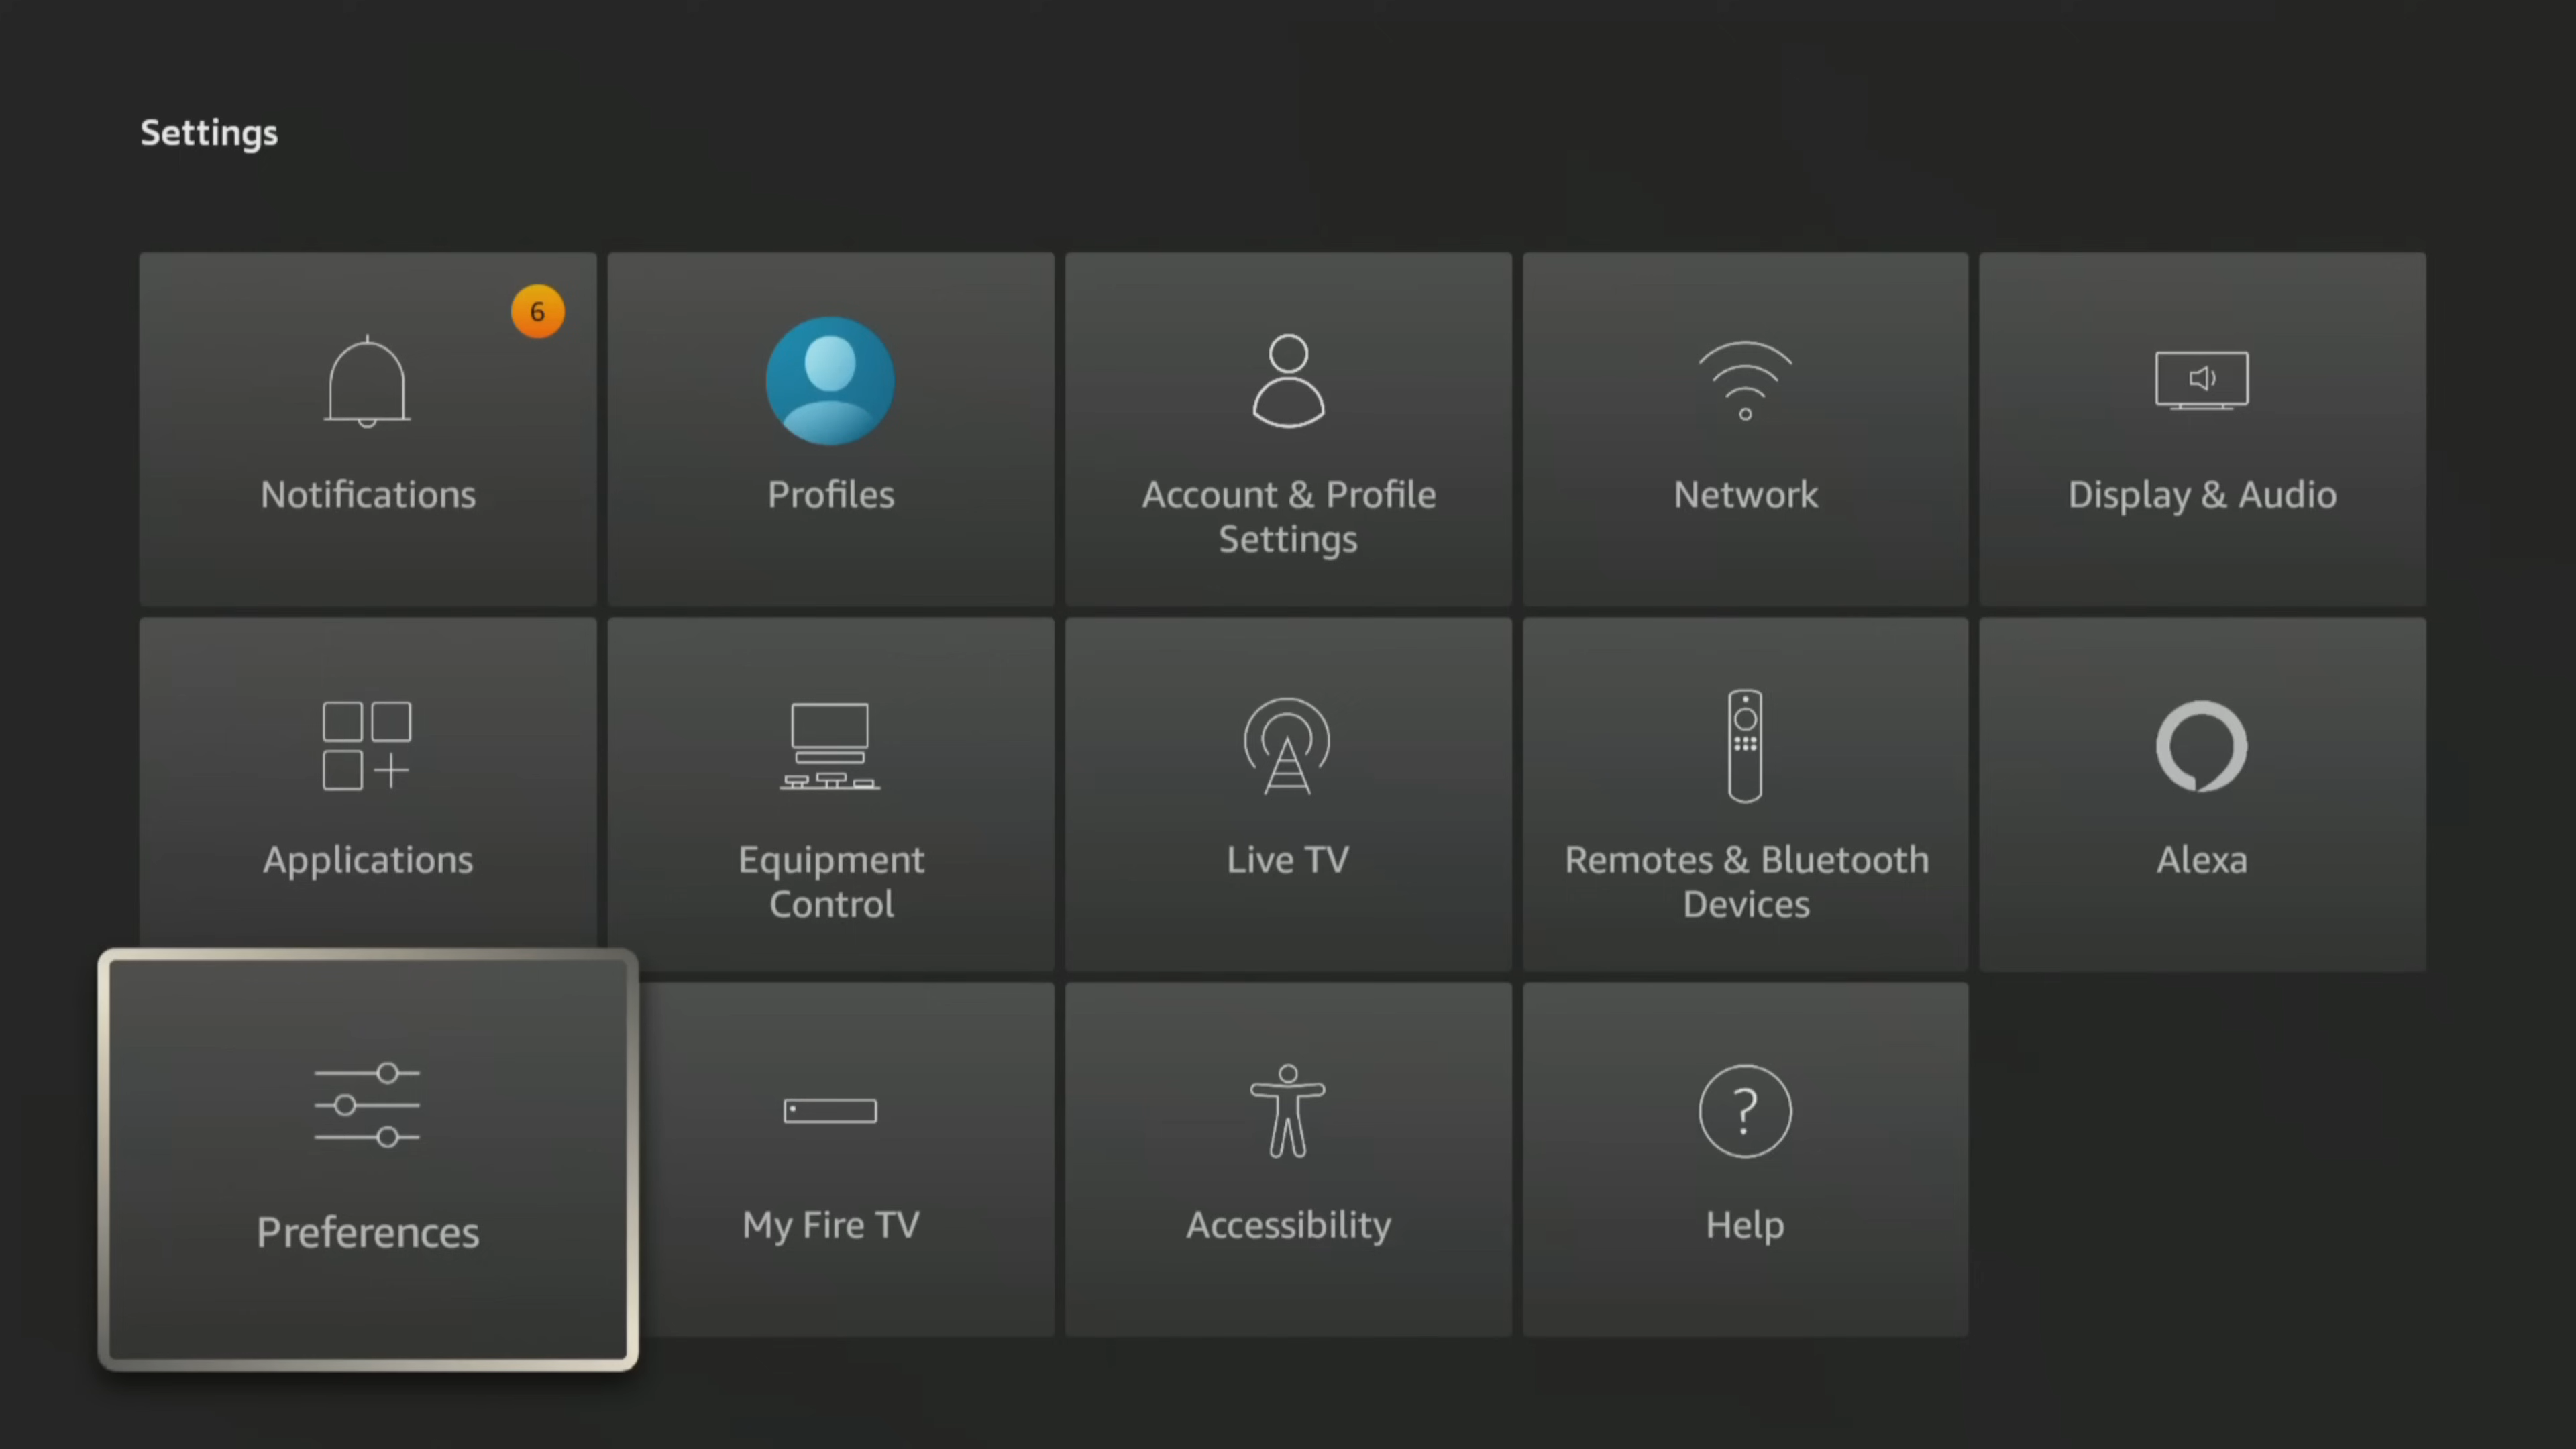 Settings
6
Notifications
Profiles
Account & Profile
Settings
Network
Display & Audio
Applications
Equipment
Control
Live TV
Remotes & Bluetooth
Devices
Alexa
Preferences
My Fire TV
Accessibility
?
Help